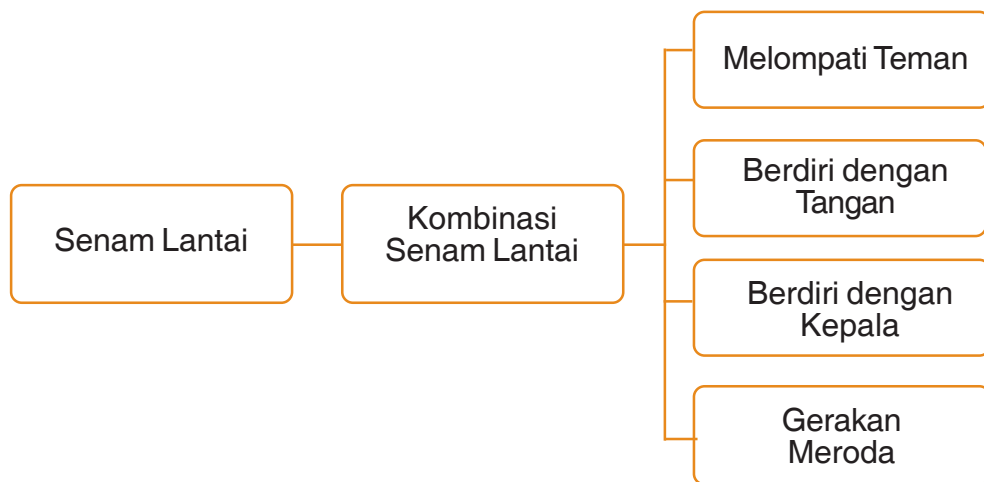 Senam Lantai
Kombinasi
Senam Lantai
Melompati Teman
Berdiri dengan
Tangan
Berdiri dengan
Kepala
Gerakan
Meroda